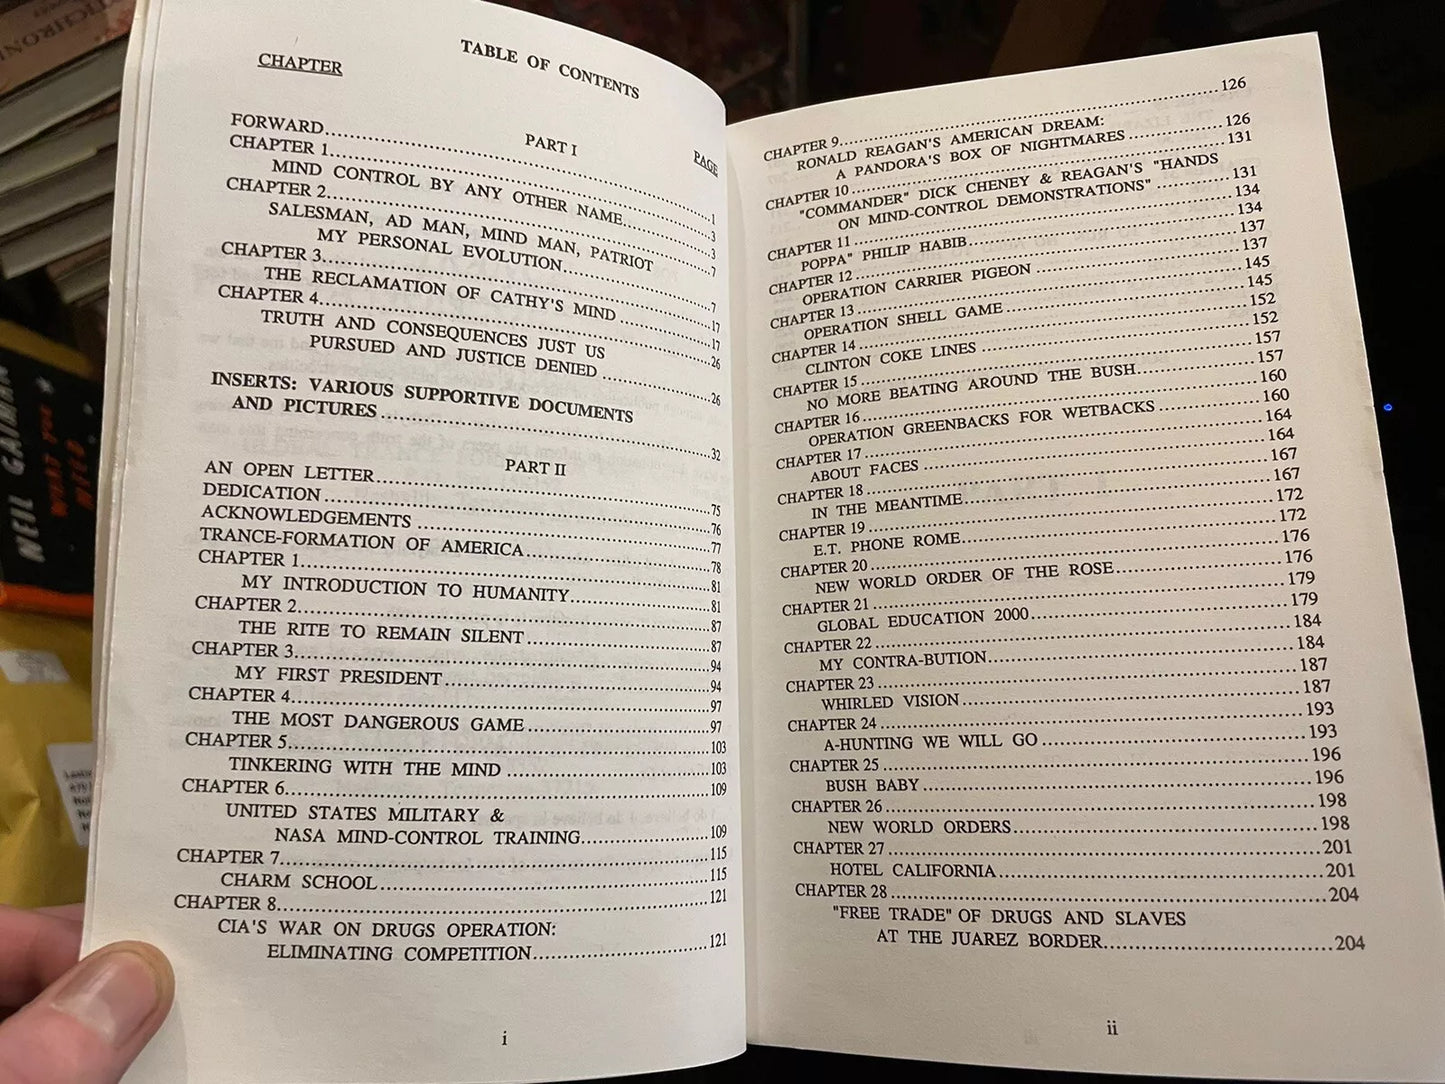 TABLE OF CONTENTS
CHAPTER
PART I
PAGE
FORWARD........1
CHAPTER 1........3
MIND CONTROL BY ANY OTHER NAME........3
CHAPTER 2........7
SALESMAN, AD MAN, MIND MAN, PATRIOT
MY PERSONAL EVOLUTION........7
CHAPTER 3........17
THE RECLAMATION OF CATHY'S MIND........17
CHAPTER 4........26
TRUTH AND CONSEQUENCES JUST US
PURSUED AND JUSTICE DENIED........26
INSERTS: VARIOUS SUPPORTIVE DOCUMENTS
AND PICTURES........32
PART II
AN OPEN LETTER........75
DEDICATION........76
ACKNOWLEDGEMENTS........77
TRANCE-FORMATION OF AMERICA........78
CHAPTER 1........81
MY INTRODUCTION TO HUMANITY........81
CHAPTER 2........87
THE RITE TO REMAIN SILENT........87
CHAPTER 3........94
MY FIRST PRESIDENT........94
CHAPTER 4........97
THE MOST DANGEROUS GAME........97
CHAPTER 5........103
TINKERING WITH THE MIND........103
CHAPTER 6........109
UNITED STATES MILITARY &
NASA MIND-CONTROL TRAINING........109
CHAPTER 7........115
CHARM SCHOOL........115
CHAPTER 8........121
CIA'S WAR ON DRUGS OPERATION:
ELIMINATING COMPETITION........121
i
CHAPTER 9........126
RONALD REAGAN'S AMERICAN DREAM:
A PANDORA'S BOX OF NIGHTMARES........126
CHAPTER 10........131
"COMMANDER" DICK CHENEY & REAGAN'S "HANDS
ON MIND-CONTROL DEMONSTRATIONS"........131
CHAPTER 11........134
POPPA" PHILIP HABIB........134
CHAPTER 12........137
OPERATION CARRIER PIGEON........137
CHAPTER 13........145
OPERATION SHELL GAME........145
CHAPTER 14........152
CLINTON COKE LINES........152
CHAPTER 15........157
NO MORE BEATING AROUND THE BUSH........157
CHAPTER 16........160
OPERATION GREENBACKS FOR WETBACKS........160
CHAPTER 17........164
ABOUT FACES........164
CHAPTER 18........167
IN THE MEANTIME........167
CHAPTER 19........172
E.T. PHONE ROME........172
CHAPTER 20........176
NEW WORLD ORDER OF THE ROSE........176
CHAPTER 21........179
GLOBAL EDUCATION 2000........179
CHAPTER 22........184
MY CONTRA-BUTION........184
CHAPTER 23........187
WHIRLED VISION........187
CHAPTER 24........193
A-HUNTING WE WILL GO........193
CHAPTER 25........196
BUSH BABY........196
CHAPTER 26........198
NEW WORLD ORDERS........198
CHAPTER 27........201
HOTEL CALIFORNIA........201
CHAPTER 28........204
"FREE TRADE" OF DRUGS AND SLAVES
AT THE JUAREZ BORDER........204
ii
NEIL GAIMAN